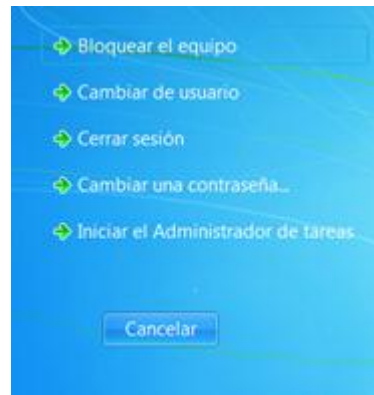 Bloquear el equipo
Cambiar de usuario
Cerrar sesión
Cambiar una contraseña...
Iniciar el Administrador de tareas
Cancelar